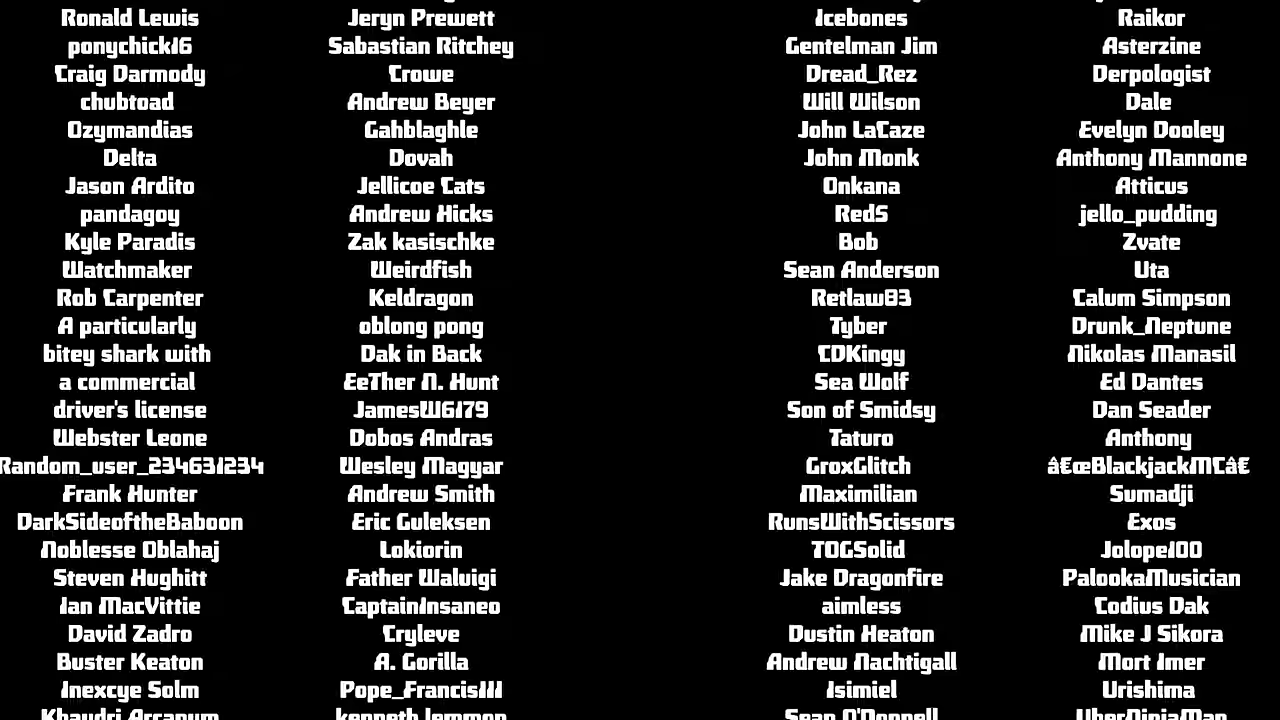 Ronald Lewis
ponychick16
Craig Darmody
chubtoad
Ozymandias
Delta
Jason Ardito
pandagoy
Kyle Paradis
Watchmaker
Rob Carpenter
A particularly
bitey shark with
a commercial
driver's license
Webster Leone
Random_user_234631234
Frank Hunter
DarkSideoftheBaboon
Noblesse Oblahaj
Steven Hughitt
Ian MacVittie
David Zadro
Buster Keaton
Inexcye Solm
Khaydri Arcanum
Jeryn Prewett
Sabastian Ritchey
Crowe
Andrew Beyer
Gahblaghle
Dovah
Jellicoe Cats
Andrew Hicks
Zak kasischke
Weirdfish
Keldragon
oblong pong
Dak in Back
EeTher N. Hunt
JamesW6179
Dobos Andras
Wesley Magyar
Andrew Smith
Eric Guleksen
Lokiorin
Father Waluigi
CaptainInsaneo
Cryleve
A. Gorilla
Pope_FrancisIII
kenneth lemmon
Icebones
Gentelman Jim
Dread_Rez
Will Wilson
John LaCaze
John Monk
Onkana
RedS
Bob
Sean Anderson
Retlaw83
Tyber
CDKingy
Sea Wolf
Son of Smidsy
Taturo
GroxGlitch
Maximilian
RunsWithScissors
TOGSolid
Jake Dragonfire
aimless
Dustin Heaton
Andrew Nachtigall
Isimiel
Sean O'Donnell
Raikor
Asterzine
Derpologist
Dale
Evelyn Dooley
Anthony Mannone
Atticus
jello_pudding
Zvate
Uta
Calum Simpson
Drunk_Neptune
Nikolas Manasil
Ed Dantes
Dan Seader
Anthony
â€œBlackjackMCâ€
Sumadji
Exos
Jolope100
PalookaMusician
Codius Dak
Mike J Sikora
Mort Imer
Urishima
UberNinjaMan